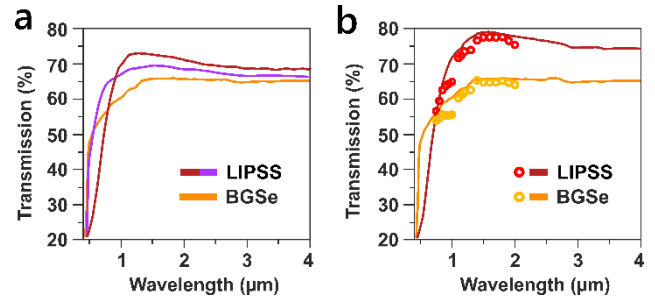 a
80
70
60
50
40
30
20
Transmission (%)
LIPSS
BGSe
1
2
3
4
Wavelength (μm)
b
80
70
60
50
40
30
20
Transmission (%)
LIPSS
BGSe
1
2
3
4
Wavelength (μm)